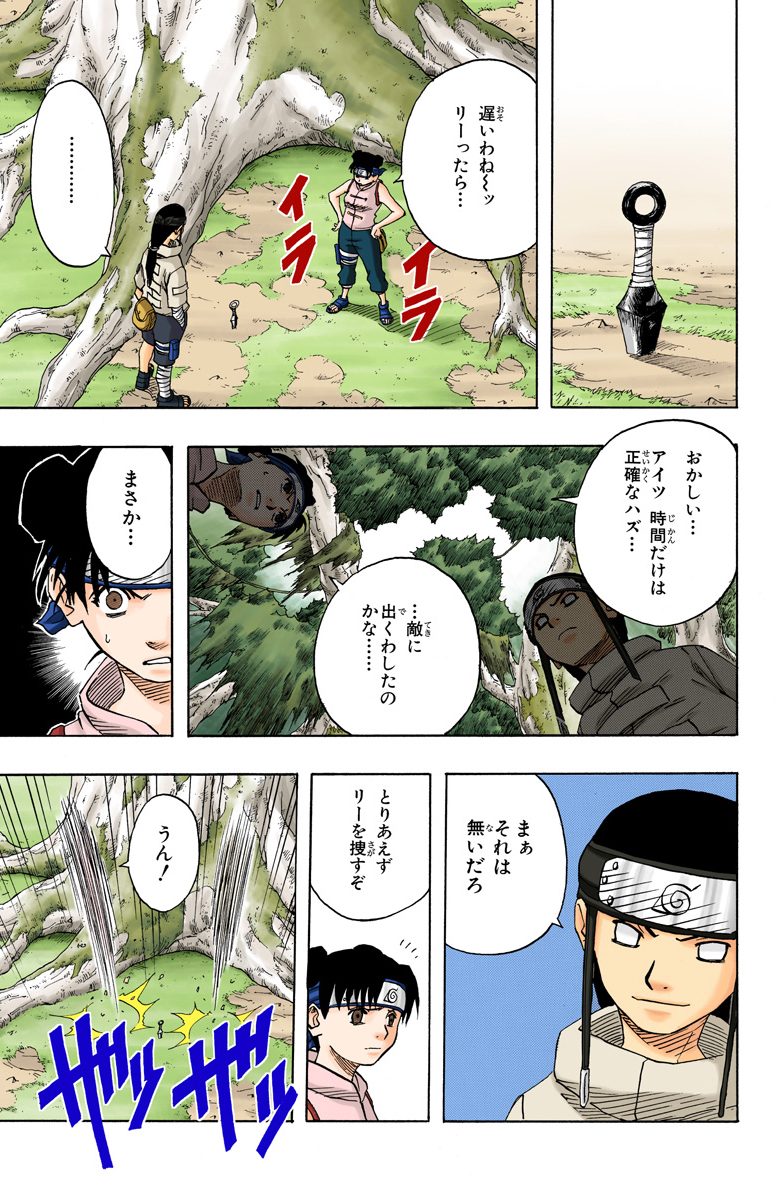 遅いわね〜ッ
リーったら…
イラ
イラ
…………
おかしい…
アイツ 時間だけは
正確なハズ…
…敵に
出くわしたの
かな……
まさか…
まぁ
それは
無いだろ
とりあえず
リーを捜すぞ
うん!
ザッ
ザッ